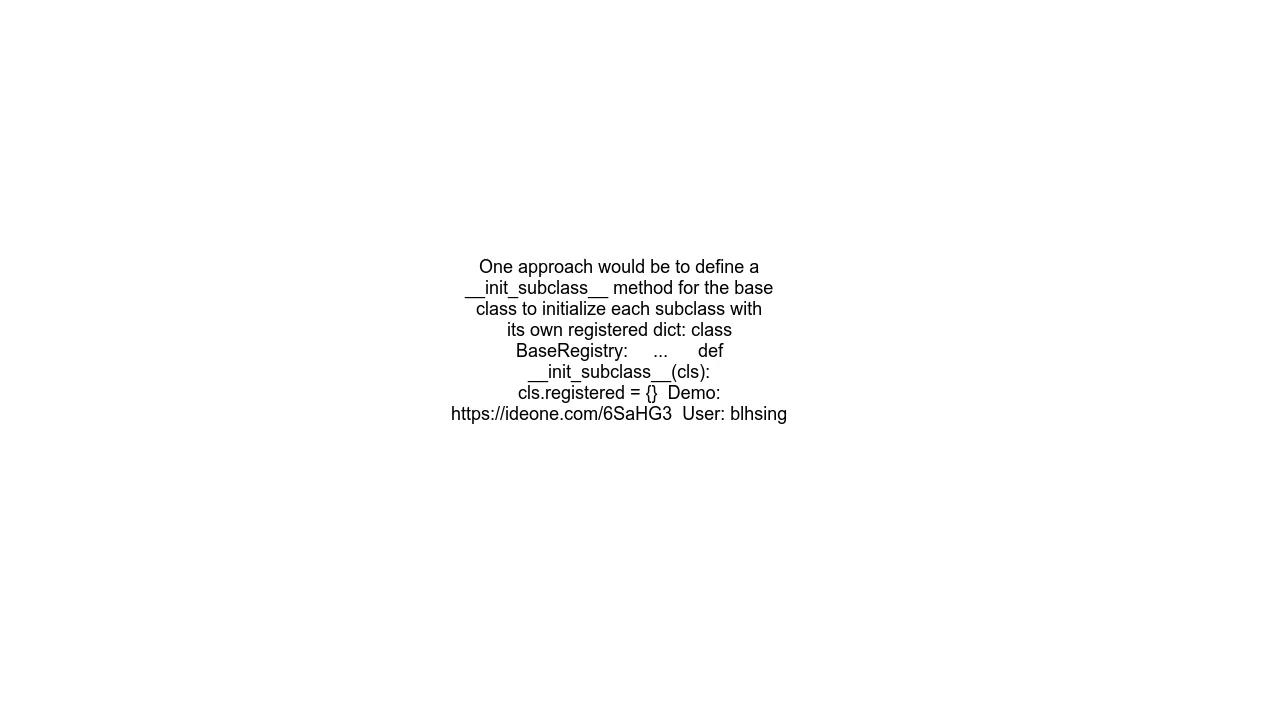 One approach would be to define a
__init_subclass__ method for the base
class to initialize each subclass with
its own registered dict: class
BaseRegistry:     ...      def
__init_subclass__(cls):
cls.registered = {}  Demo:
https://ideone.com/6SaHG3  User: blhsing